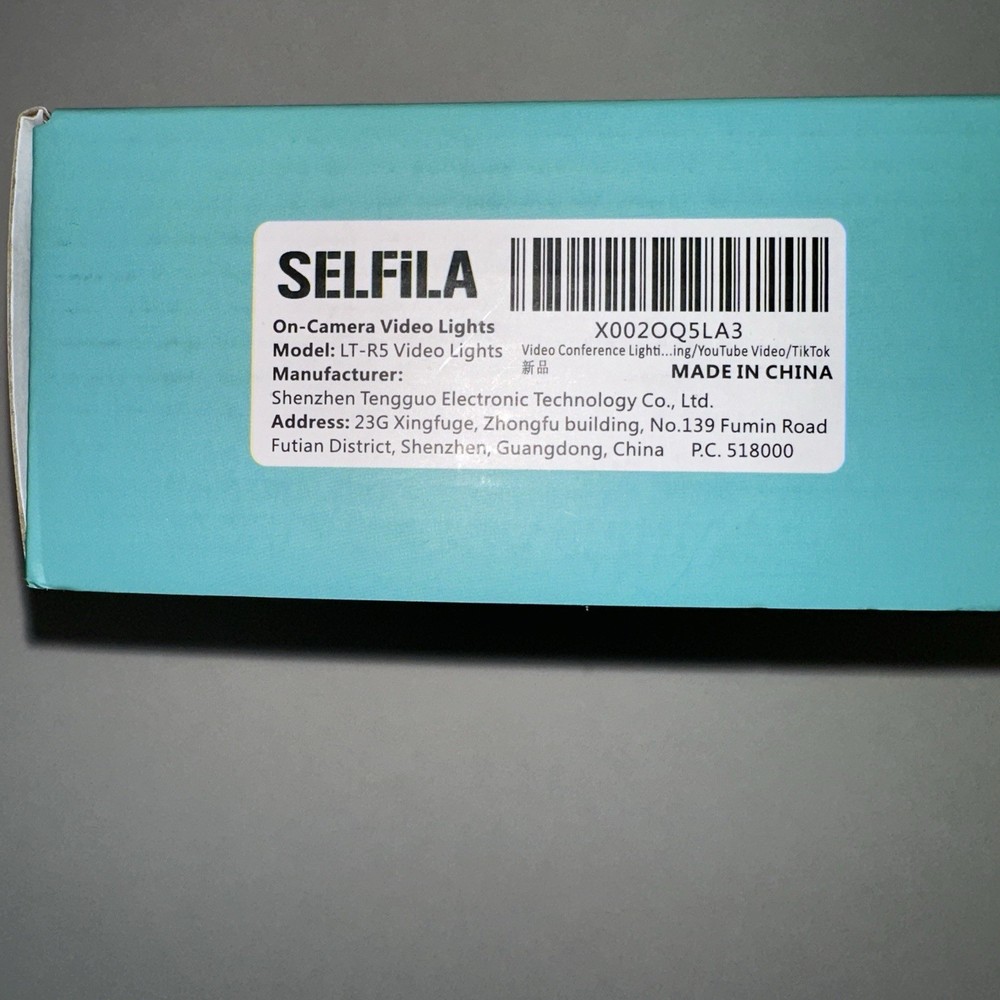 SELFiLA
On-Camera Video Lights
Model: LT-R5 Video Lights
Manufacturer:
Shenzhen Tengguo Electronic Technology Co., Ltd.
Address: 23G Xingfuge, Zhongfu building, No.139 Fumin Road
Futian District, Shenzhen, Guangdong, China P.C. 518000
X002OQ5LA3
Video Conference Lighti...ing/YouTube Video/TikTok
新品
MADE IN CHINA